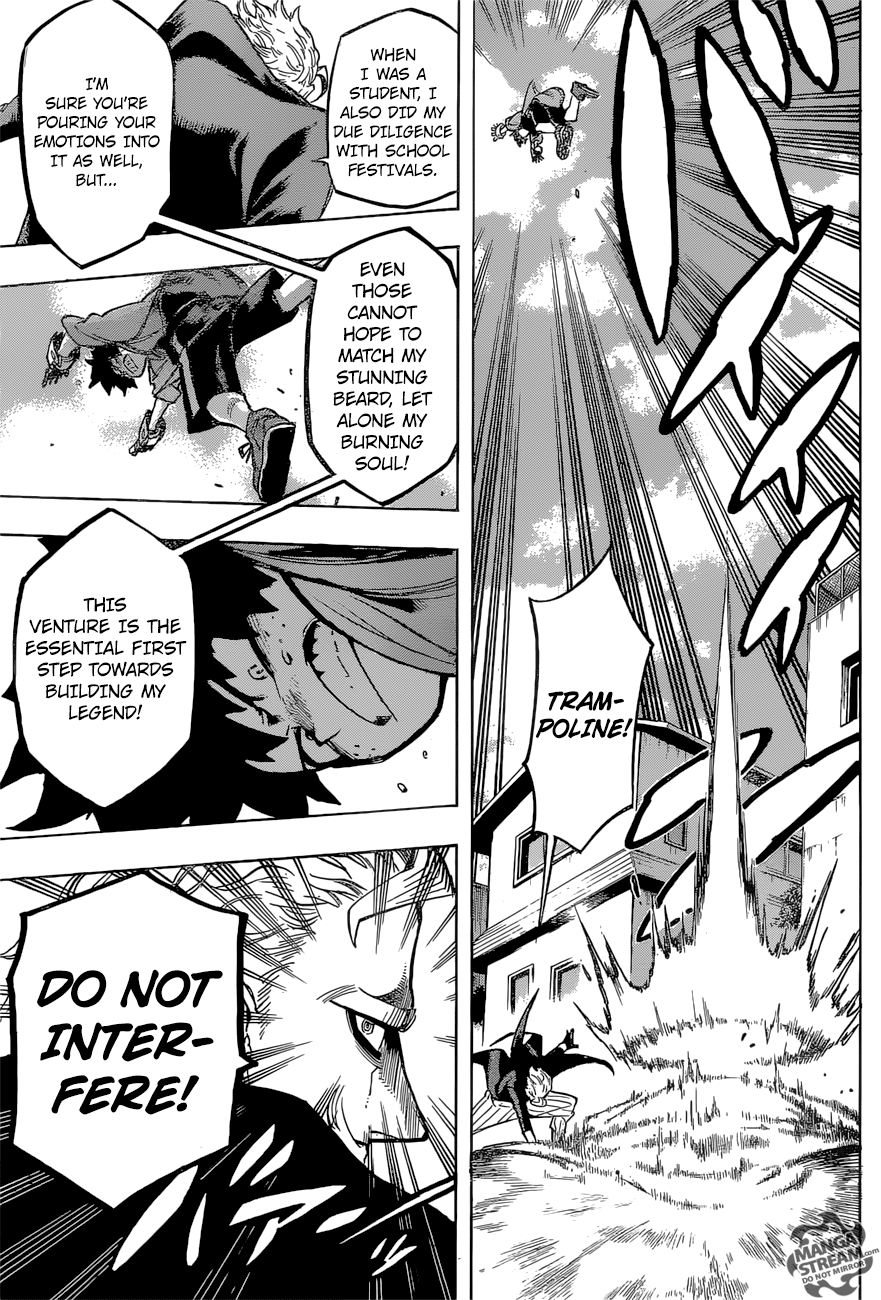 TRAM-
POLINE!
WHEN
I WAS A
STUDENT, I
ALSO DID MY
DUE DILIGENCE
WITH SCHOOL
FESTIVALS.
I'M
SURE YOU'RE
POURING YOUR
EMOTIONS INTO
IT AS WELL,
BUT...
EVEN
THOSE
CANNOT
HOPE TO
MATCH MY
STUNNING
BEARD, LET
ALONE MY
BURNING
SOUL!
THIS
VENTURE IS THE
ESSENTIAL FIRST
STEP TOWARDS
BUILDING MY
LEGEND!
DO NOT
INTER-
FERE!
MANGA
STREAM.com
DO NOT MIRROR!